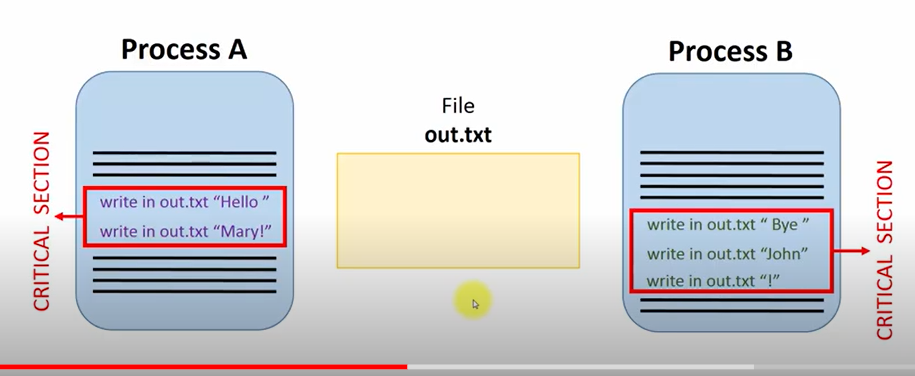 Process A
CRITICAL SECTION
write in out.txt “Hello ”
write in out.txt “Mary!”
File
out.txt
Process B
write in out.txt “ Bye ”
write in out.txt “John”
write in out.txt “!”
CRITICAL SECTION